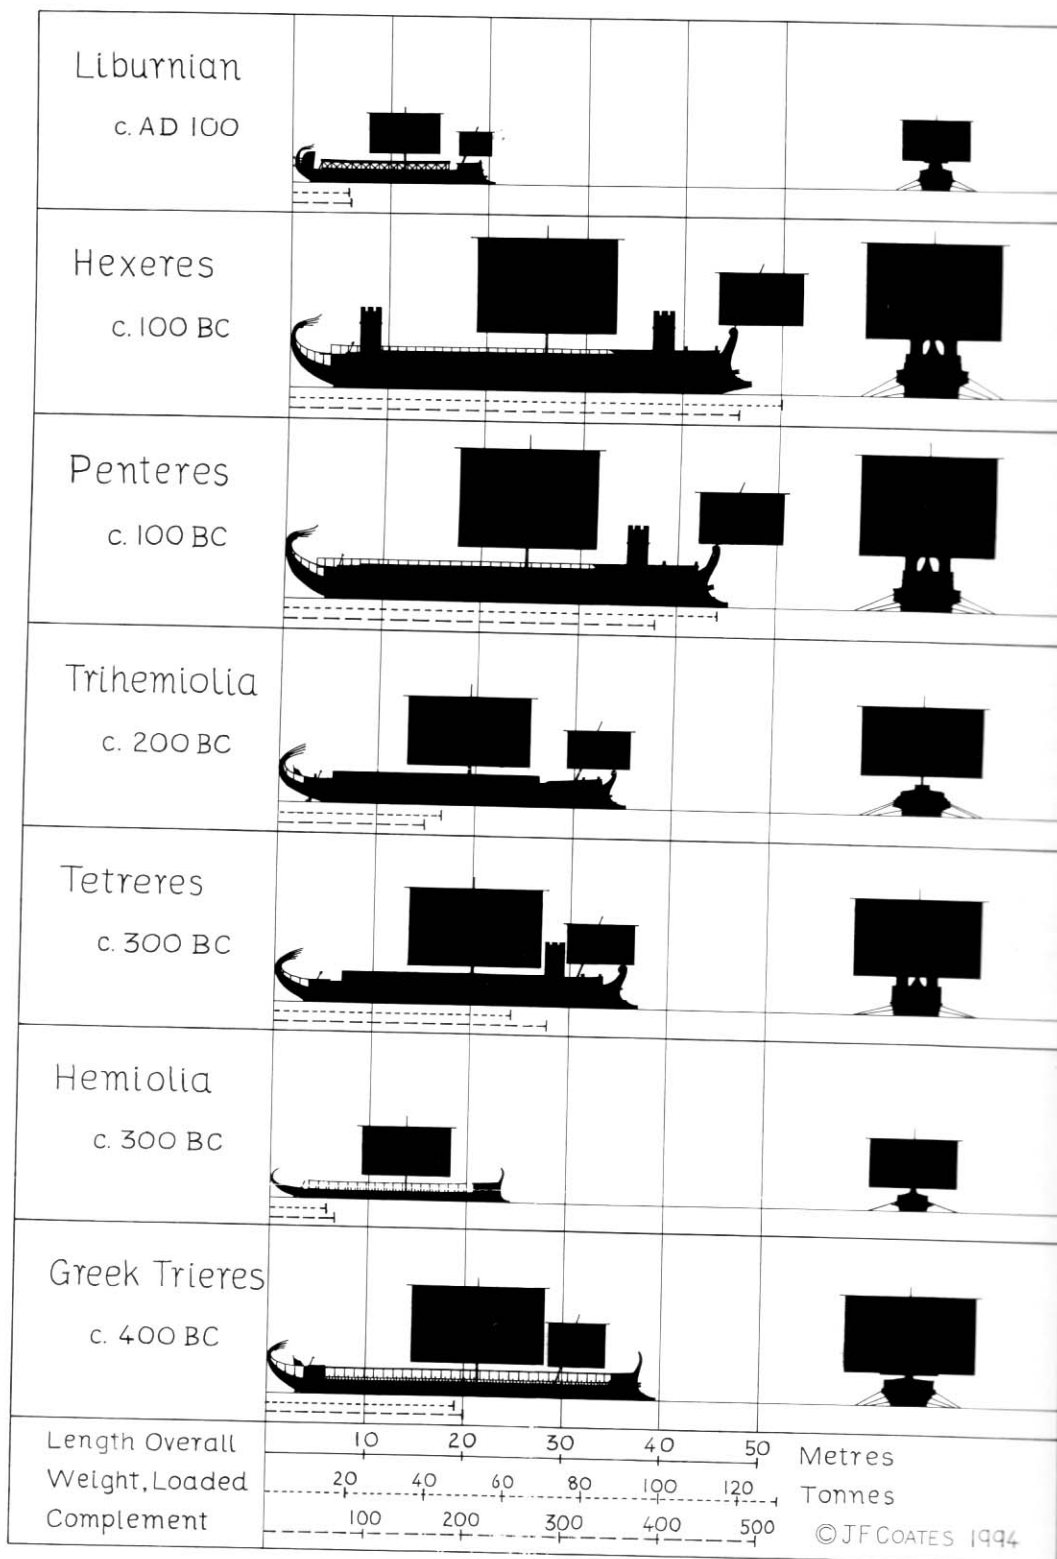 Liburnian
c. AD 100
Hexeres
c. 100 BC
Penteres
c. 100 BC
Trihemiolia
c. 200 BC
Tetreres
c. 300 BC
Hemiolia
c. 300 BC
Greek Trieres
c. 400 BC
Length Overall 10 20 30 40 50 Metres
Weight, Loaded 20 40 60 80 100 120 Tonnes
Complement 100 200 300 400 500
© J F COATES 1994